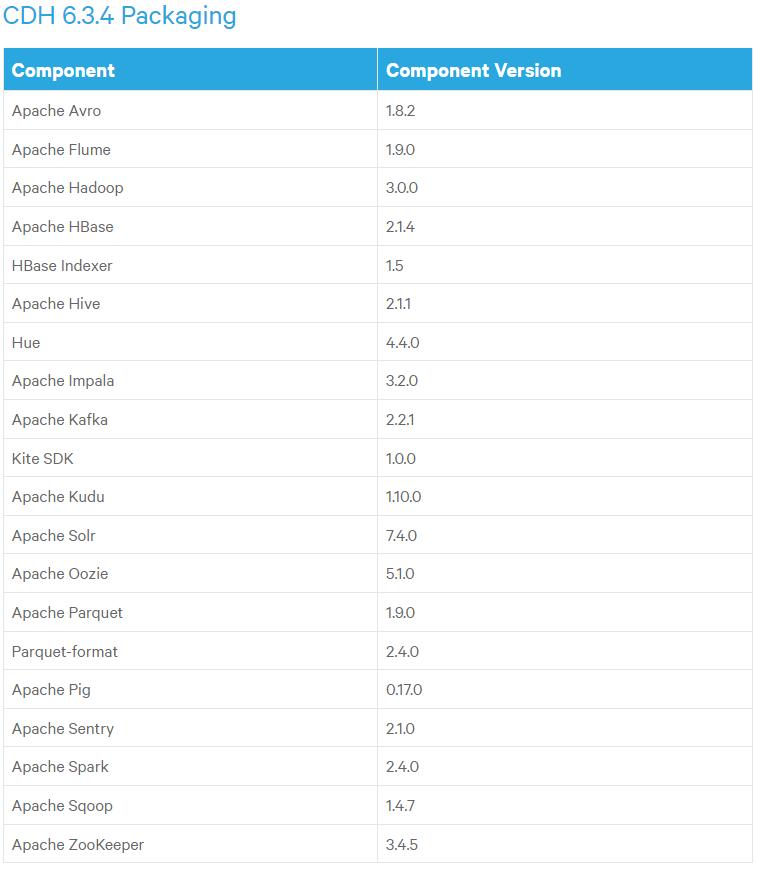 CDH 6.3.4 Packaging
Component Component Version
Apache Avro 1.8.2
Apache Flume 1.9.0
Apache Hadoop 3.0.0
Apache HBase 2.1.4
HBase Indexer 1.5
Apache Hive 2.1.1
Hue 4.4.0
Apache Impala 3.2.0
Apache Kafka 2.2.1
Kite SDK 1.0.0
Apache Kudu 1.10.0
Apache Solr 7.4.0
Apache Oozie 5.1.0
Apache Parquet 1.9.0
Parquet-format 2.4.0
Apache Pig 0.17.0
Apache Sentry 2.1.0
Apache Spark 2.4.0
Apache Sqoop 1.4.7
Apache ZooKeeper 3.4.5